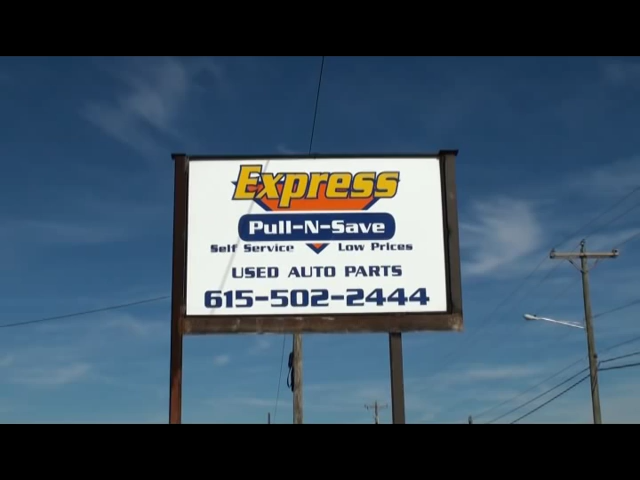 Express
Pull-N-Save
Self Service Low Prices
USED AUTO PARTS
615-502-2444